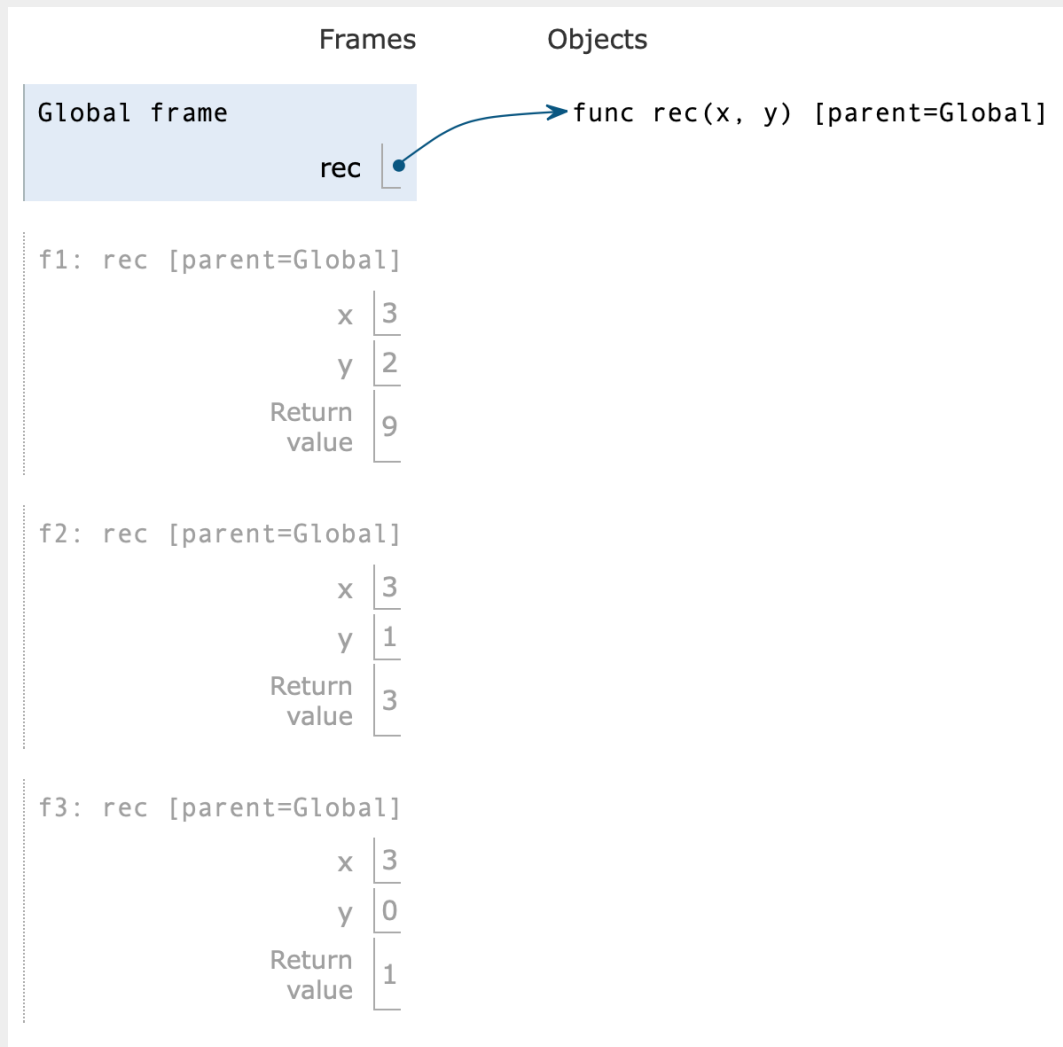 Frames Objects
Global frame
func rec(x, y) [parent=Global]
rec
f1: rec [parent=Global]
x 3
y 2
Return
value 9
f2: rec [parent=Global]
x 3
y 1
Return
value 3
f3: rec [parent=Global]
x 3
y 0
Return
value 1